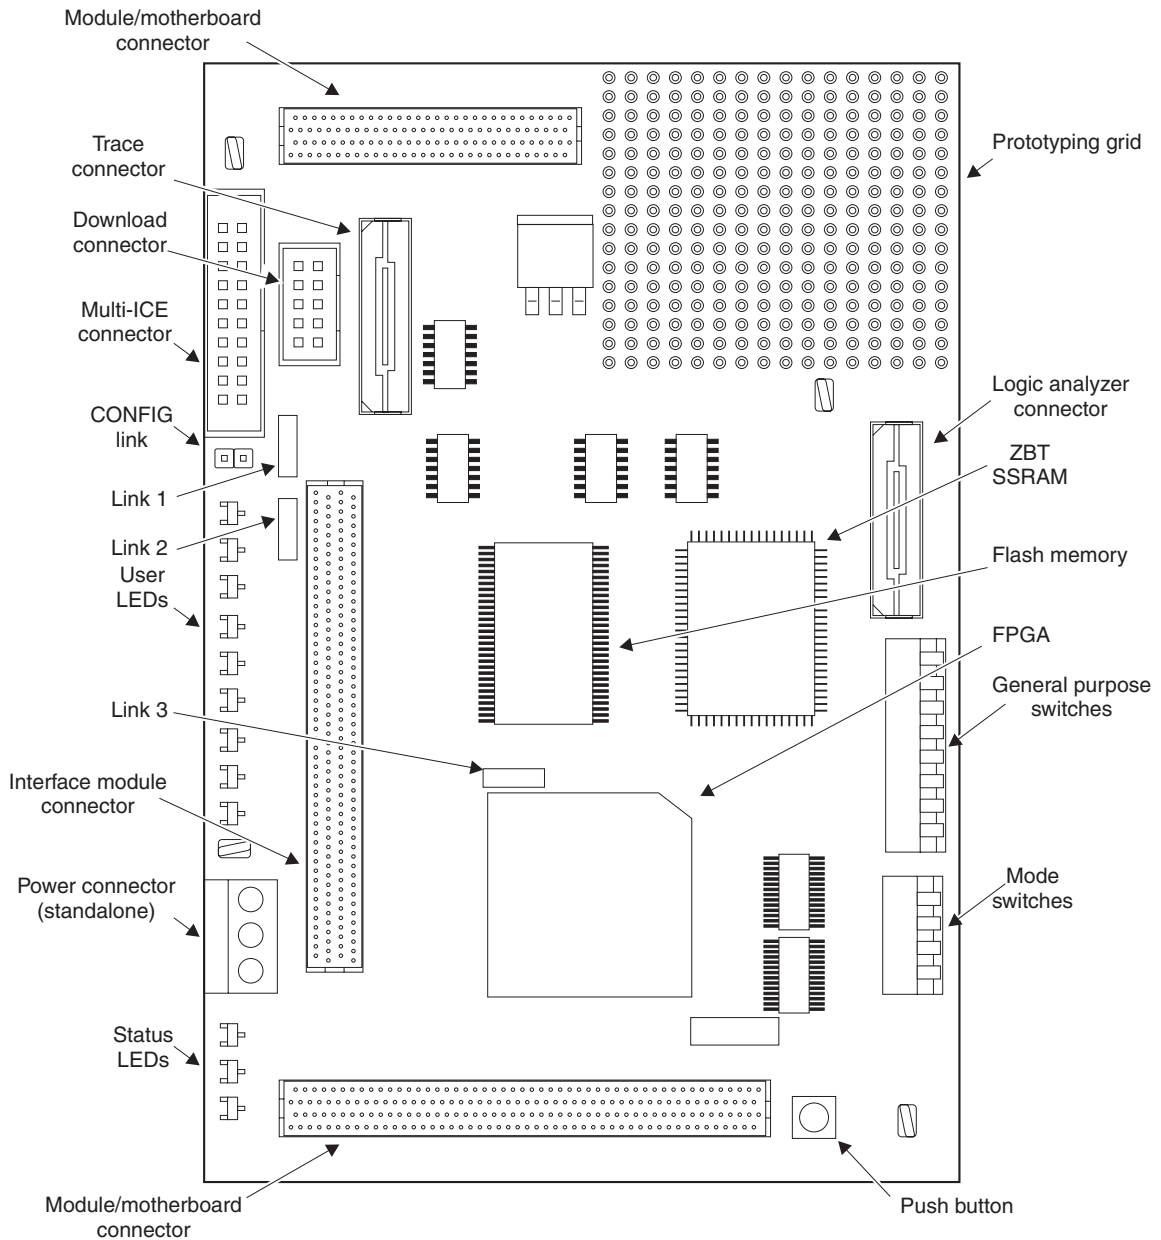 Module/motherboard
connector
Trace
connector
Download
connector
Multi-ICE
connector
CONFIG
link
Link 1
Link 2
User
LEDs
Link 3
Interface module
connector
Power connector
(standalone)
Status
LEDs
Module/motherboard
connector
Prototyping grid
Logic analyzer
connector
ZBT
SSRAM
Flash memory
FPGA
General purpose
switches
Mode
switches
Push button